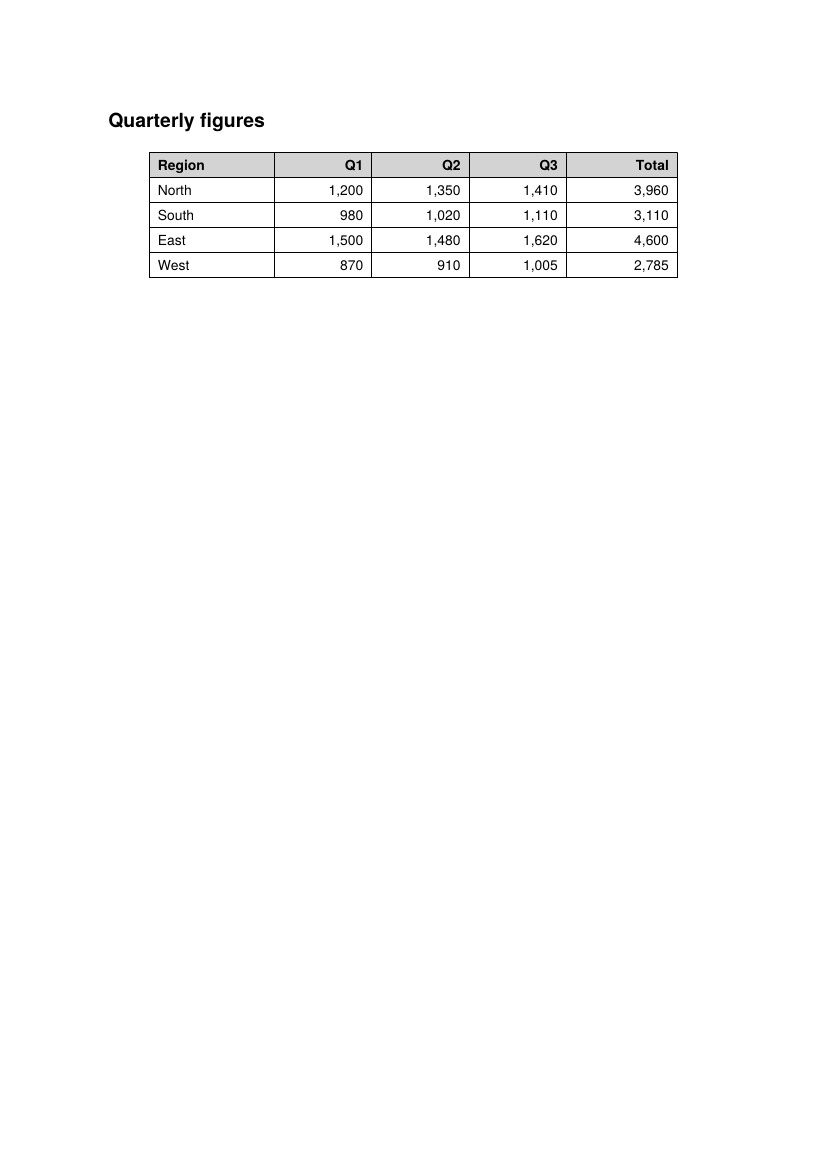 Quarterly figures
Region Q1 Q2 Q3 Total
North 1,200 1,350 1,410 3,960
South 980 1,020 1,110 3,110
East 1,500 1,480 1,620 4,600
West 870 910 1,005 2,785